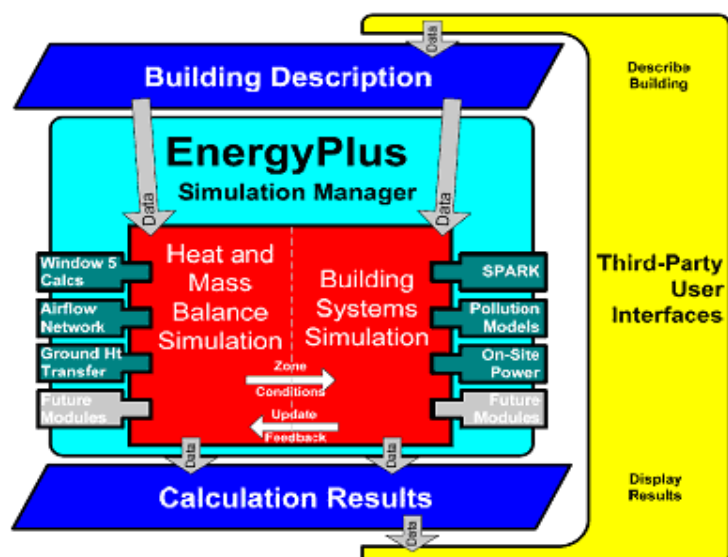 Data
Building Description
Describe
Building
EnergyPlus
Simulation Manager
Data
Data
Heat and
Mass
Balance
Simulation
Building
Systems
Simulation
Window 5
Calcs
Airflow
Network
Ground Ht
Transfer
Future
Modules
SPARK
Pollution
Models
On-Site
Power
Future
Modules
Zone
Conditions
Update
Feedback
Third-Party
User
Interfaces
Data
Data
Calculation Results
Display
Results
Data